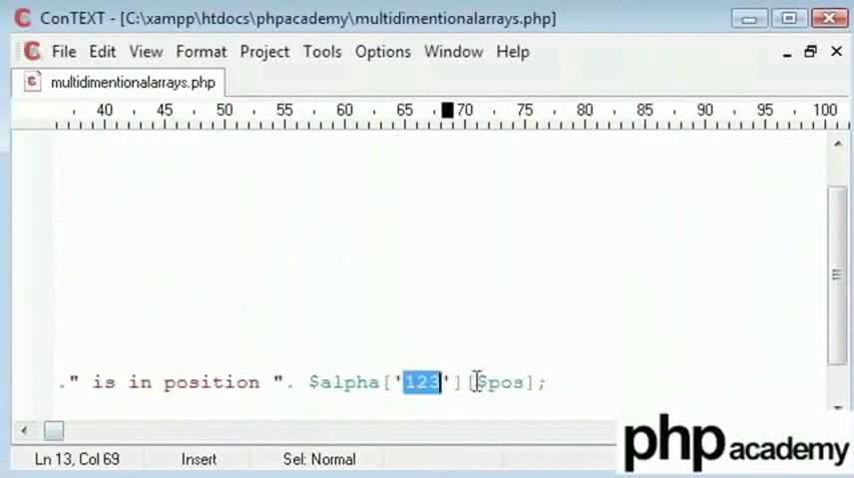 ConTEXT - [C:\xampp\htdocs\phpacademy\multidimentionalarrays.php]
File Edit View Format Project Tools Options Window Help
multidimentionalarrays.php
40 45 50 55 60 65 70 75 80 85 90 95 100
." is in position ". $alpha['123'][$pos];
Ln 13, Col 69 Insert Sel: Normal
php academy